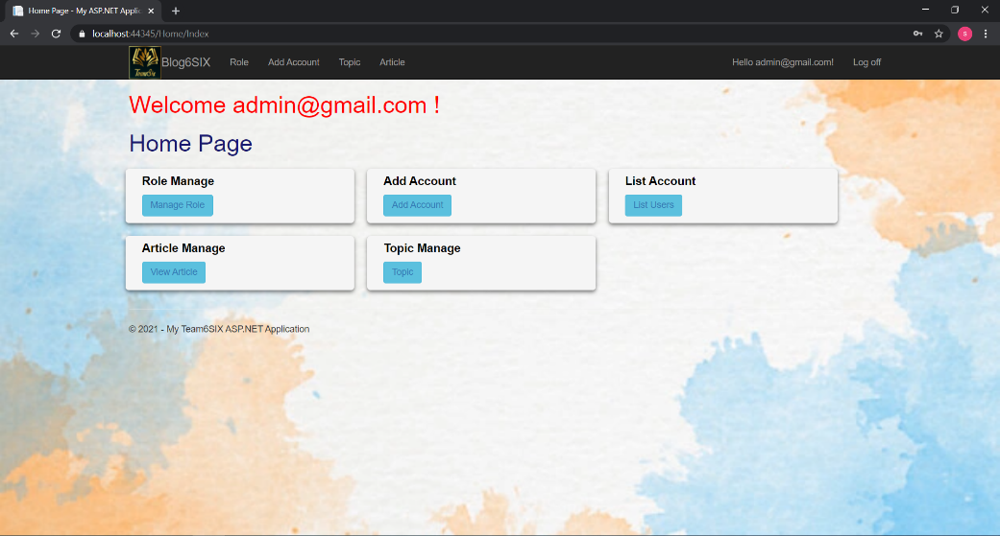 Home Page - My ASP.NET Applic
localhost:44345/Home/Index
s
TeamSix
Blog6SIX Role Add Account Topic Article Hello admin@gmail.com! Log off
Welcome admin@gmail.com !
Home Page
Role Manage Add Account List Account
Manage Role Add Account List Users
Article Manage Topic Manage
View Article Topic
© 2021 - My Team6SIX ASP.NET Application